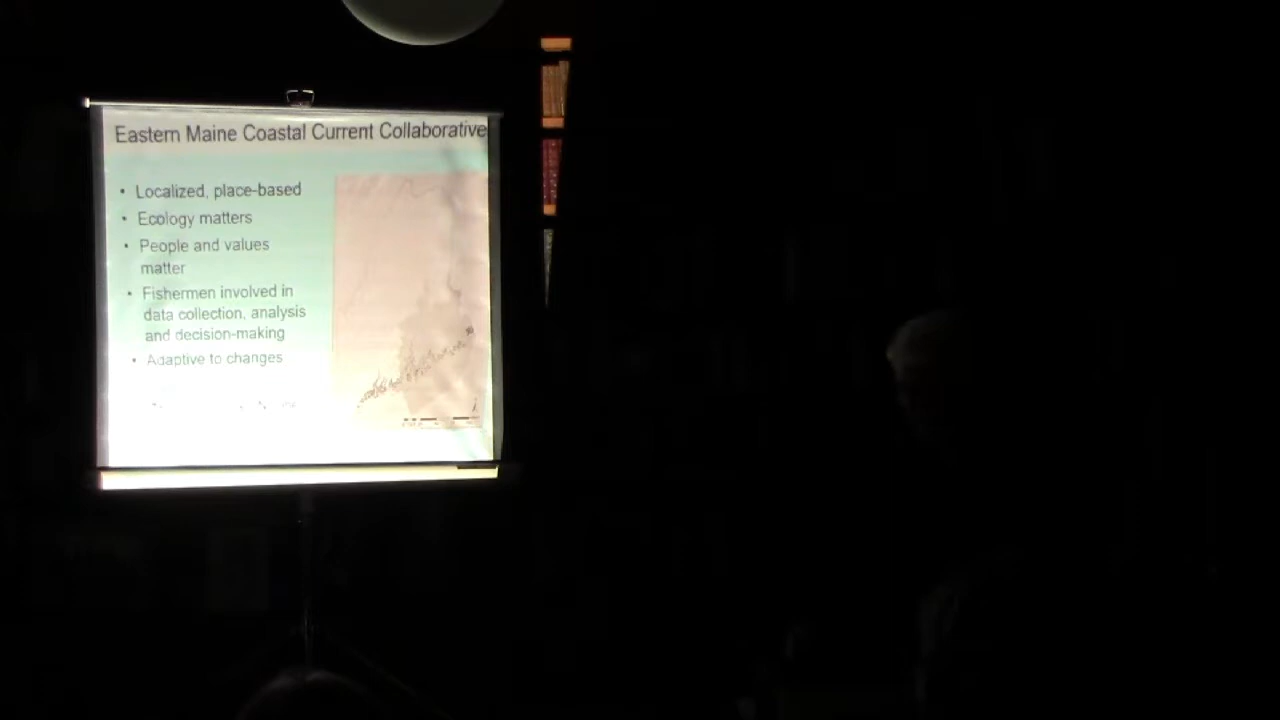 Eastern Maine Coastal Current Collaborative
• Localized, place-based
• Ecology matters
• People and values
matter
• Fishermen involved in
data collection, analysis
and decision-making
• Adaptive to changes